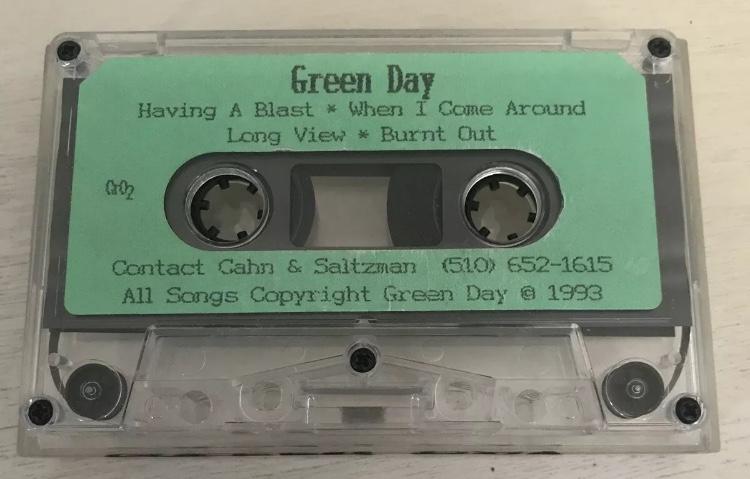 Green Day
Having A Blast * When I Come Around
Long View * Burnt Out
CrO2
Contact Cahn & Saltzman (510) 652-1615
All Songs Copyright Green Day @ 1993